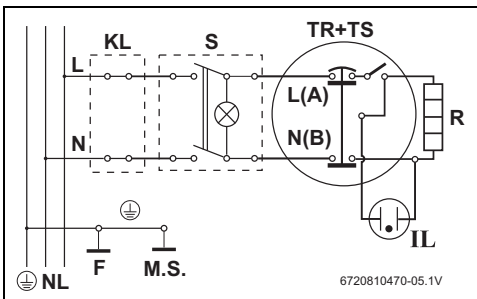 KL S TR+TS
L
L(A)
N N(B) R
F M.S. IL
NL
6720810470-05.1V